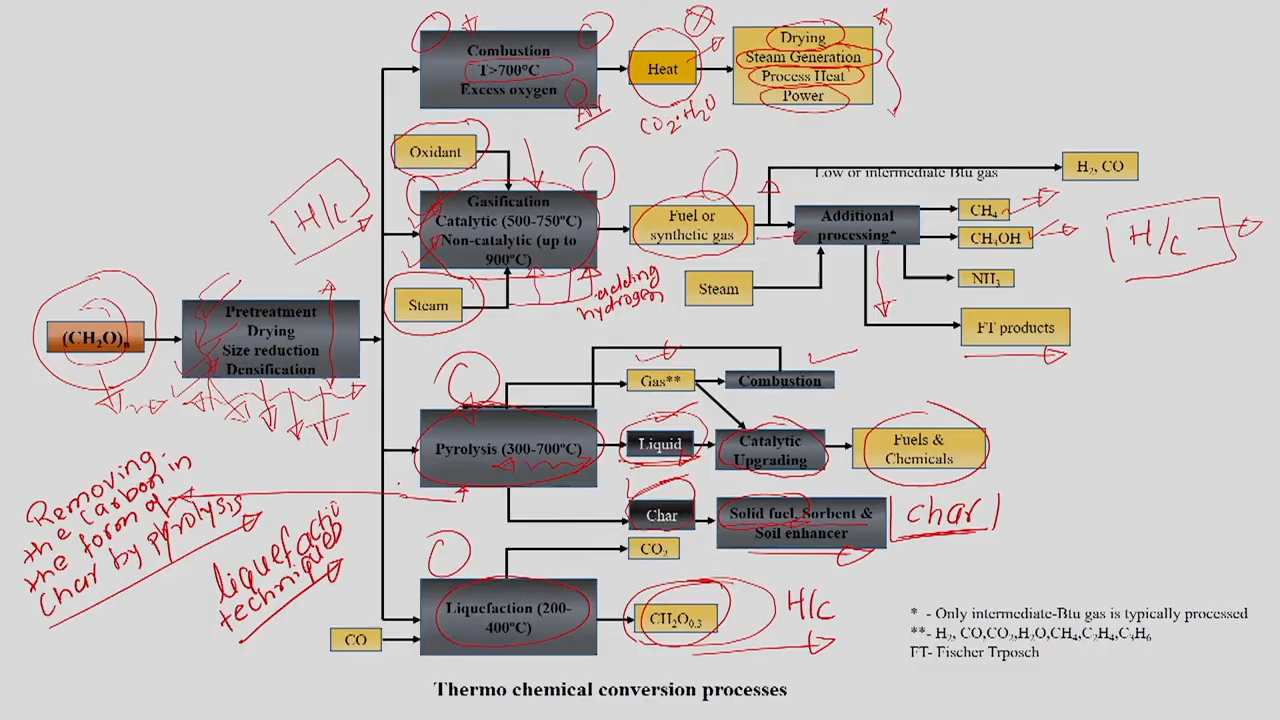 Combustion
T>700°C
Excess oxygen
Heat
Drying
Steam Generation
Process Heat
Power
CO2+H2O
Oxidant
Gasification
Catalytic (500-750°C)
Non-catalytic (up to
900°C)
Steam
adding
hydrogen
Fuel or
synthetic gas
Low or intermediate Btu gas
H2, CO
Additional
processing*
Steam
CH4
CH3OH
NH3
FT products
H/C
H/C
(CH2O)n
Pretreatment
Drying
Size reduction
Densification
Pyrolysis (300-700°C)
Gas**
Combustion
Liquid
Catalytic
Upgrading
Fuels &
Chemicals
Char
Solid fuel, Sorbent &
Soil enhancer
char
Removing
the carbon in
the form of
char by pyrolysis
liquefaction
techniques
CO2
Liquefaction (200-
400°C)
CO
CH2O0.3
H/C
* - Only intermediate-Btu gas is typically processed
**- H2, CO,CO2,H2O,CH4,C2H4,C3H6
FT- Fischer Trposch
Thermo chemical conversion processes